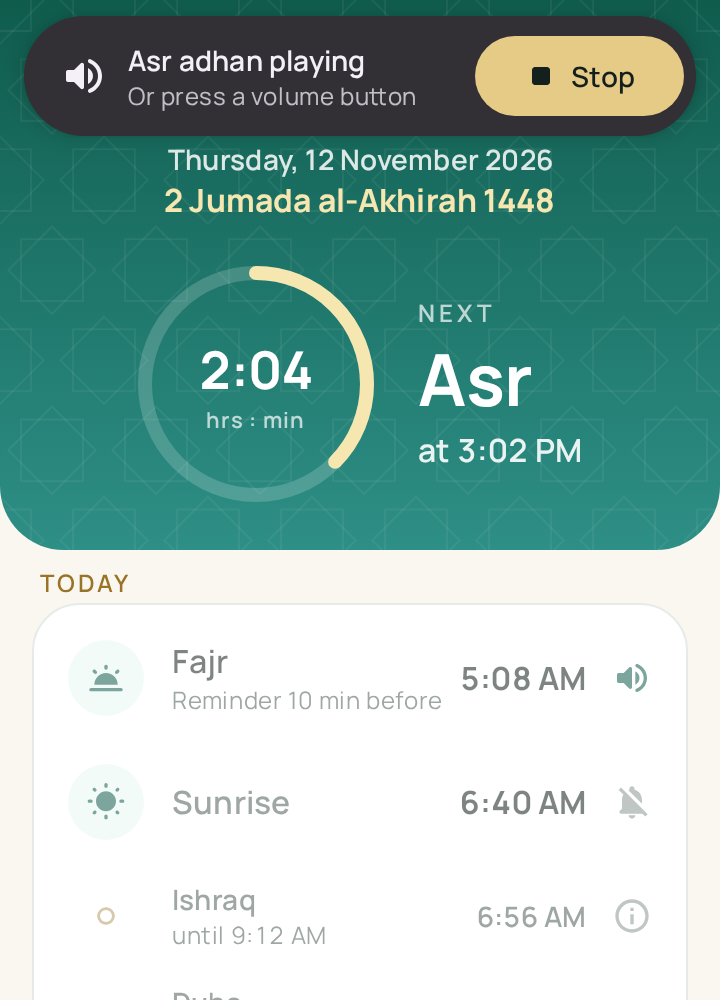 Asr adhan playing
Or press a volume button
Stop
Thursday, 12 November 2026
2 Jumada al-Akhirah 1448
2:04
hrs : min
NEXT
Asr
at 3:02 PM
TODAY
Fajr
Reminder 10 min before
5:08 AM
Sunrise
6:40 AM
Ishraq
until 9:12 AM
6:56 AM